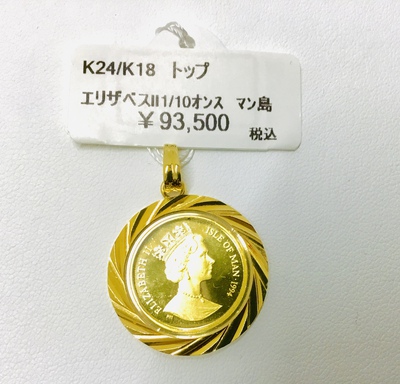 K24/K18 トップ
エリザベスII1/10オンス マン島
￥93,500
税込
ELIZABETH II
ISLE OF MAN · 1994